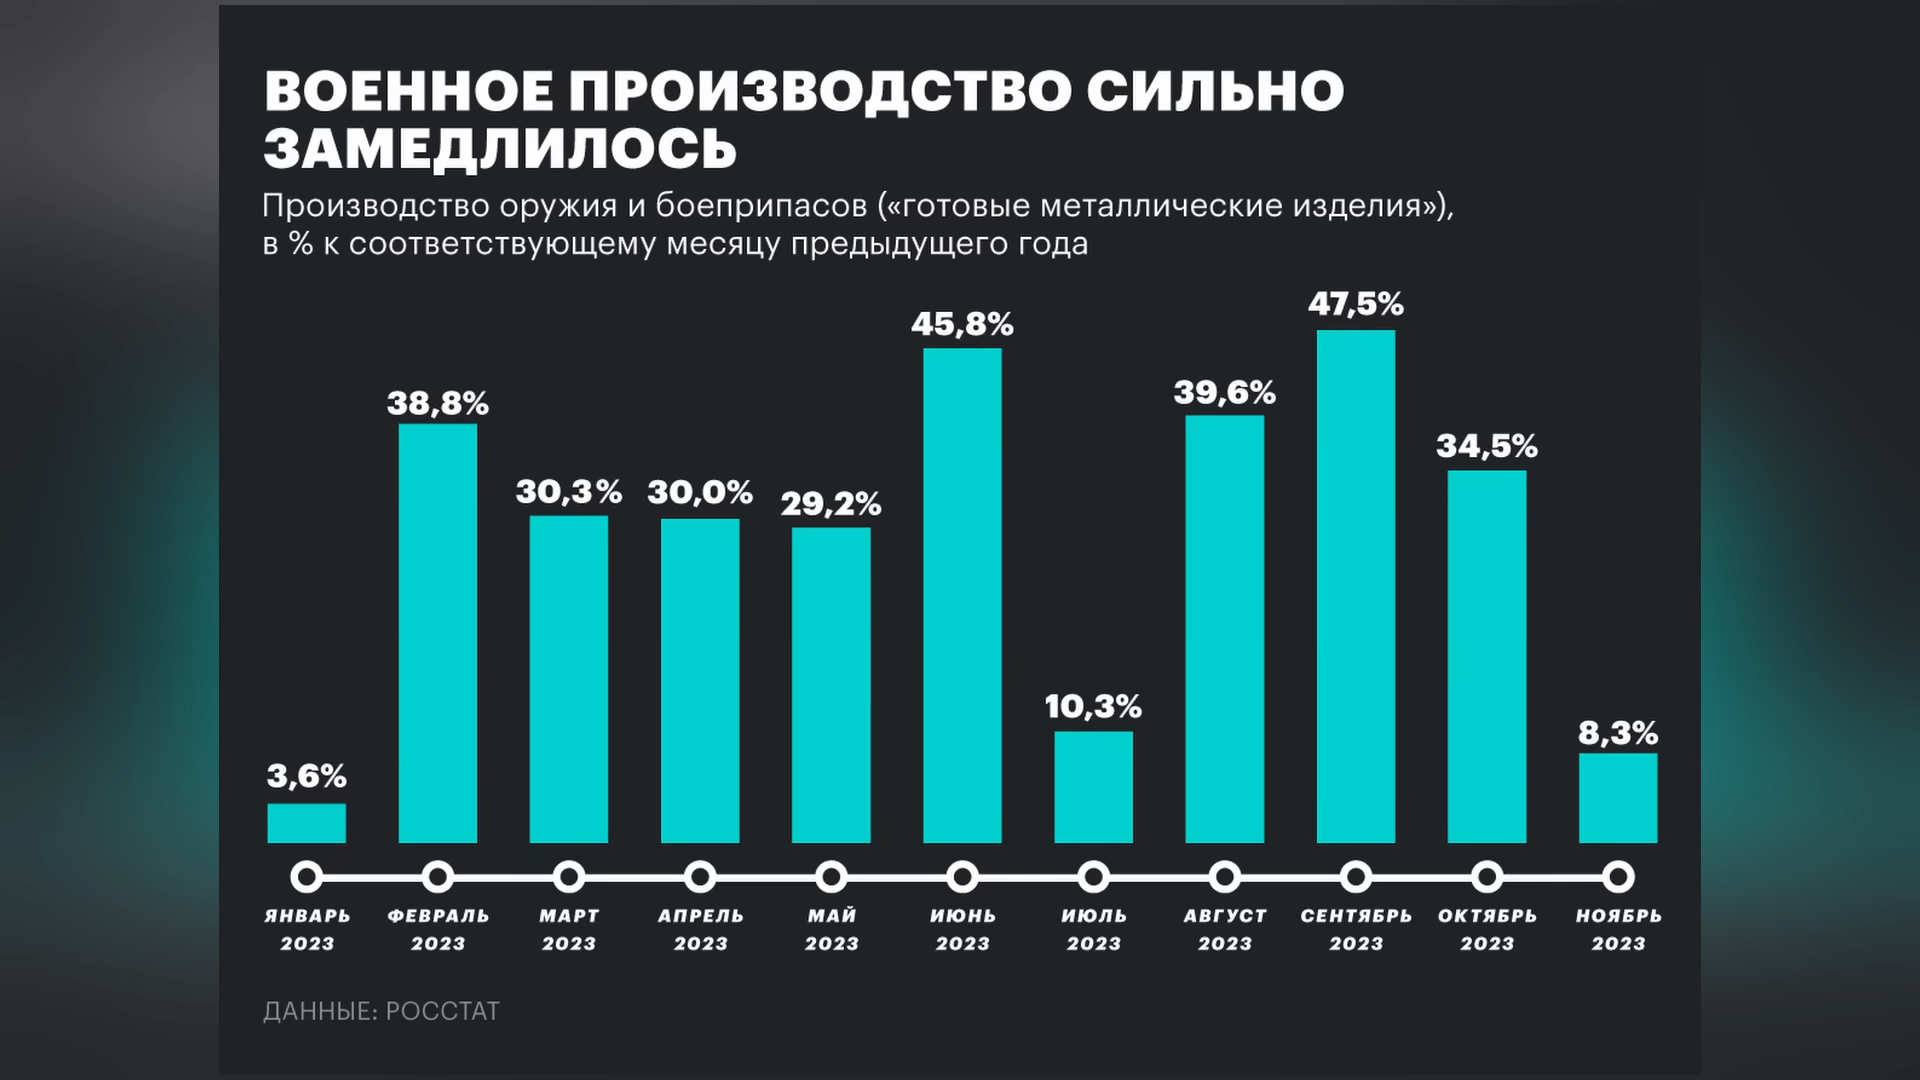 ВОЕННОЕ ПРОИЗВОДСТВО СИЛЬНО
ЗАМЕДЛИЛОСЬ
Производство оружия и боеприпасов («готовые металлические изделия»),
в % к соответствующему месяцу предыдущего года
3,6%
38,8%
30,3%
30,0%
29,2%
45,8%
10,3%
39,6%
47,5%
34,5%
8,3%
ЯНВАРЬ
2023
ФЕВРАЛЬ
2023
МАРТ
2023
АПРЕЛЬ
2023
МАЙ
2023
ИЮНЬ
2023
ИЮЛЬ
2023
АВГУСТ
2023
СЕНТЯБРЬ
2023
ОКТЯБРЬ
2023
НОЯБРЬ
2023
ДАННЫЕ: РОССТАТ